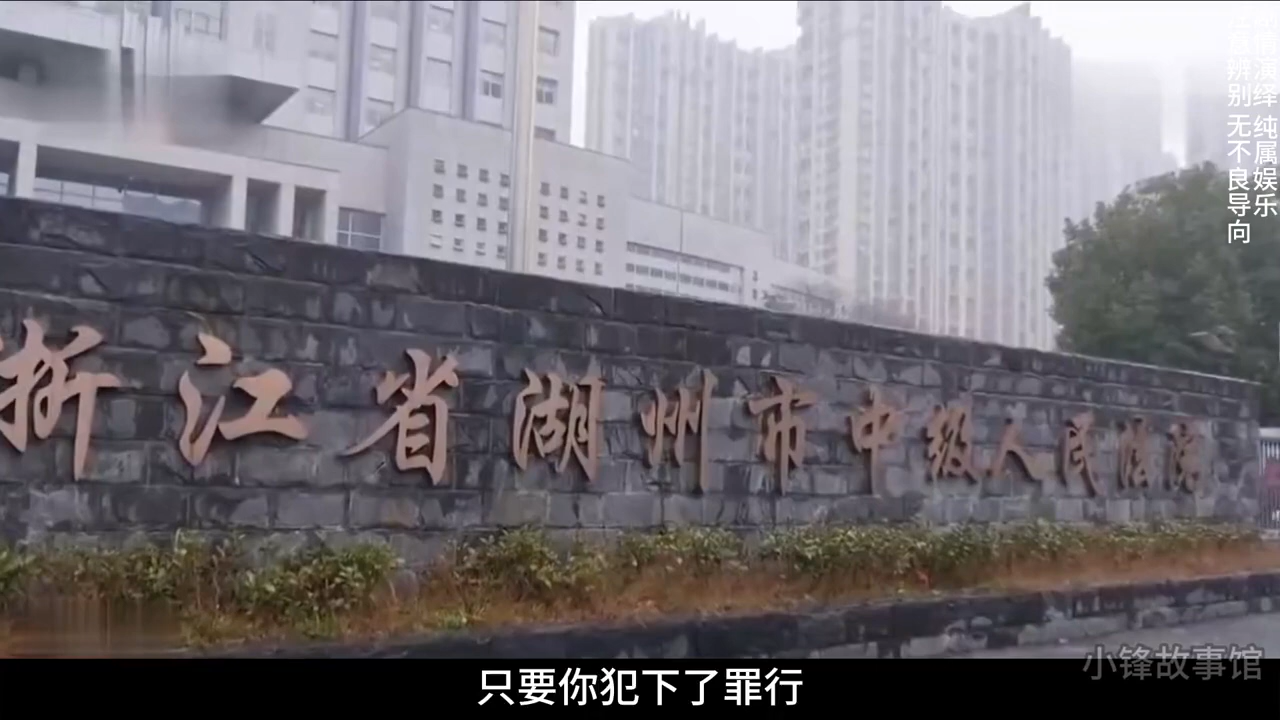 剧情演绎 纯属娱乐
注意辨别 无不良导向
浙江省湖州市中级人民法院
小锋故事馆
只要你犯下了罪行